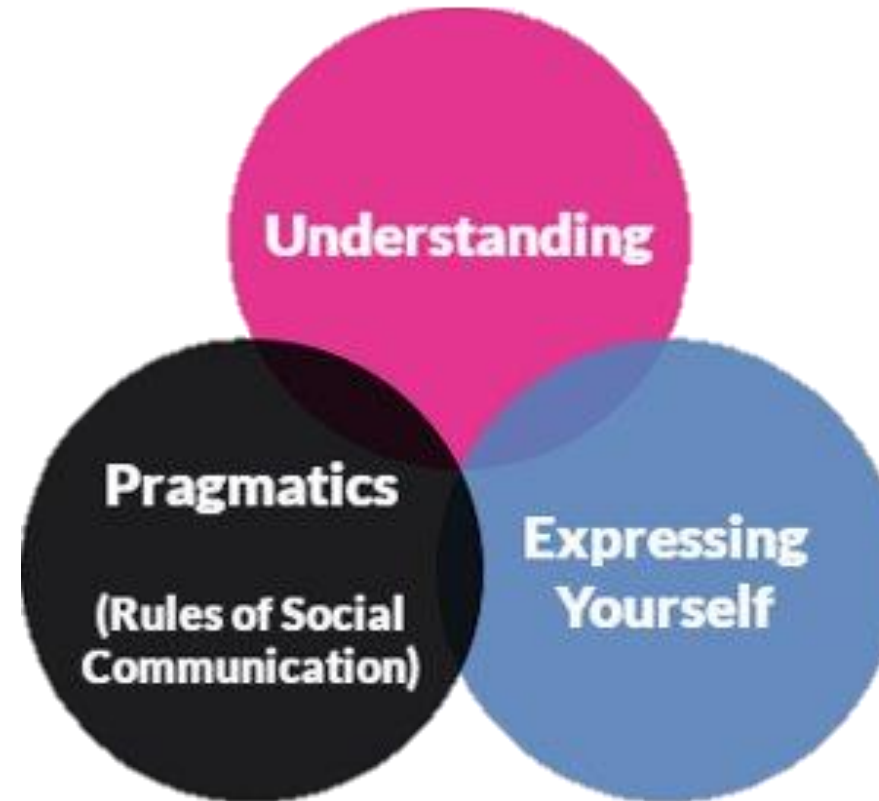 Understanding
Pragmatics
(Rules of Social
Communication)
Expressing
Yourself